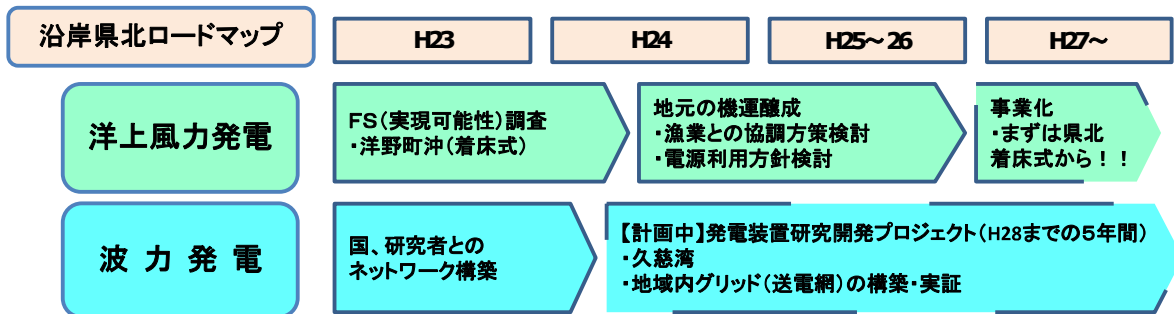 沿岸県北ロードマップ
H23
H24
H25～26
H27～
洋上風力発電
FS(実現可能性)調査
・洋野町沖(着床式)
地元の機運醸成
・漁業との協調方策検討
・電源利用方針検討
事業化
・まずは県北
着床式から！！
波 力 発 電
国、研究者との
ネットワーク構築
【計画中】発電装置研究開発プロジェクト(H28までの5年間)
・久慈湾
・地域内グリッド(送電網)の構築・実証